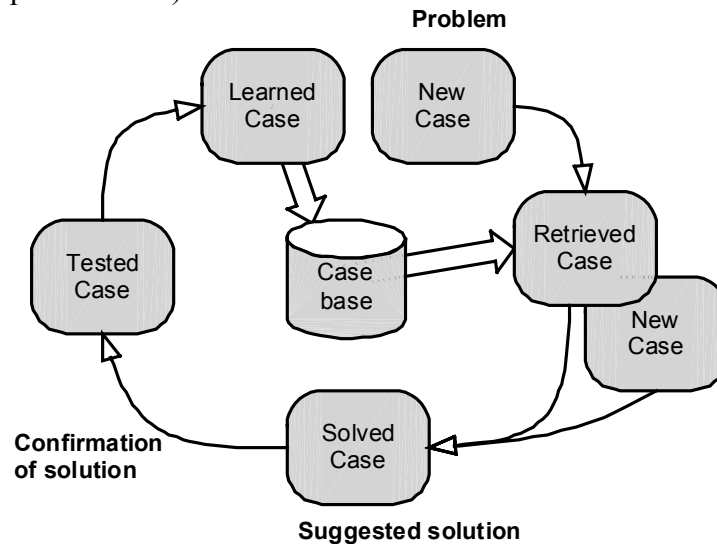 Problem
Learned
Case
New
Case
Retrieved
Case
New
Case
Case
base
Tested
Case
Solved
Case
Confirmation
of solution
Suggested solution